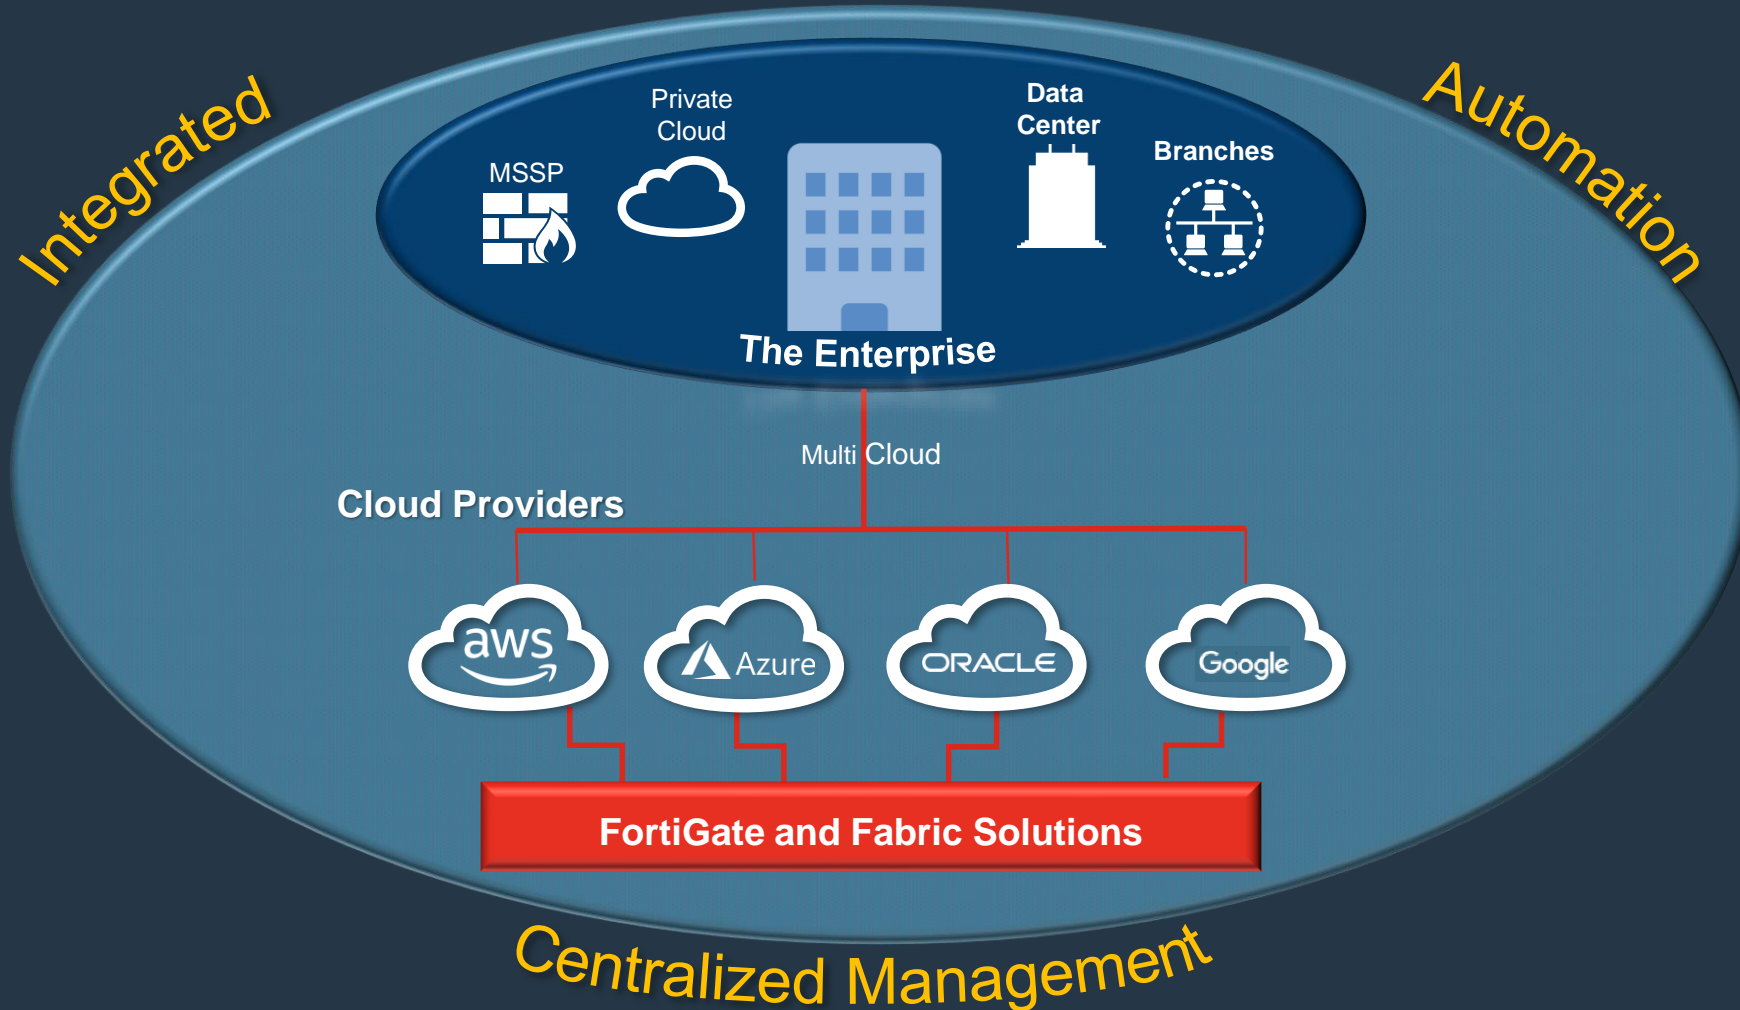 Integrated
Automation
Private
Cloud
Data
Center
MSSP
Branches
The Enterprise
Multi Cloud
Cloud Providers
aws
Azure
ORACLE
Google
FortiGate and Fabric Solutions
Centralized Management